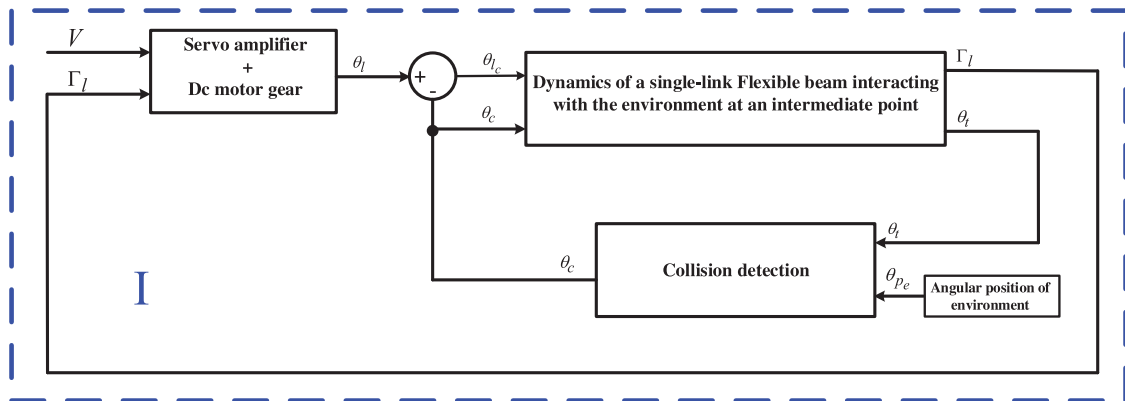 V
Γl
Servo amplifier
+
Dc motor gear
θl
+
-
θlc
θc
Dynamics of a single-link Flexible beam interacting
with the environment at an intermediate point
Γl
θt
θc
Collision detection
θt
θpe
Angular position of
environment
I